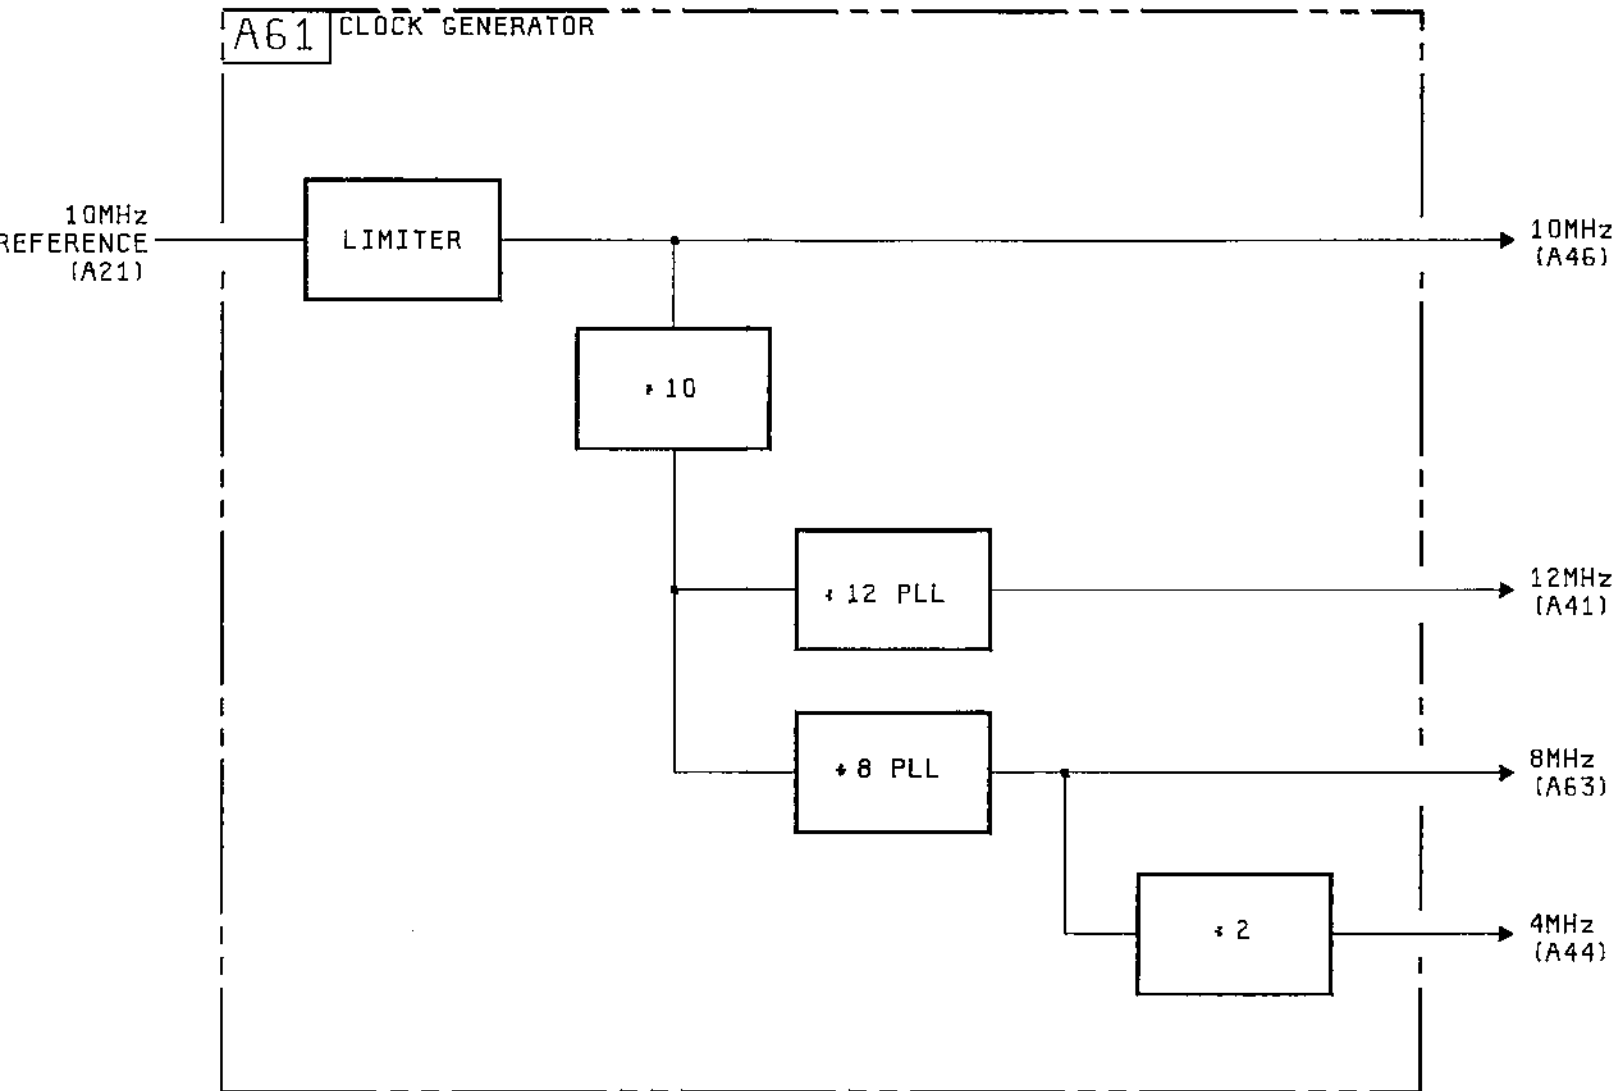 A61 CLOCK GENERATOR
10MHz
REFERENCE
(A21)
LIMITER
10MHz
(A46)
÷ 10
÷ 12 PLL
12MHz
(A41)
÷ 8 PLL
8MHz
(A63)
÷ 2
4MHz
(A44)